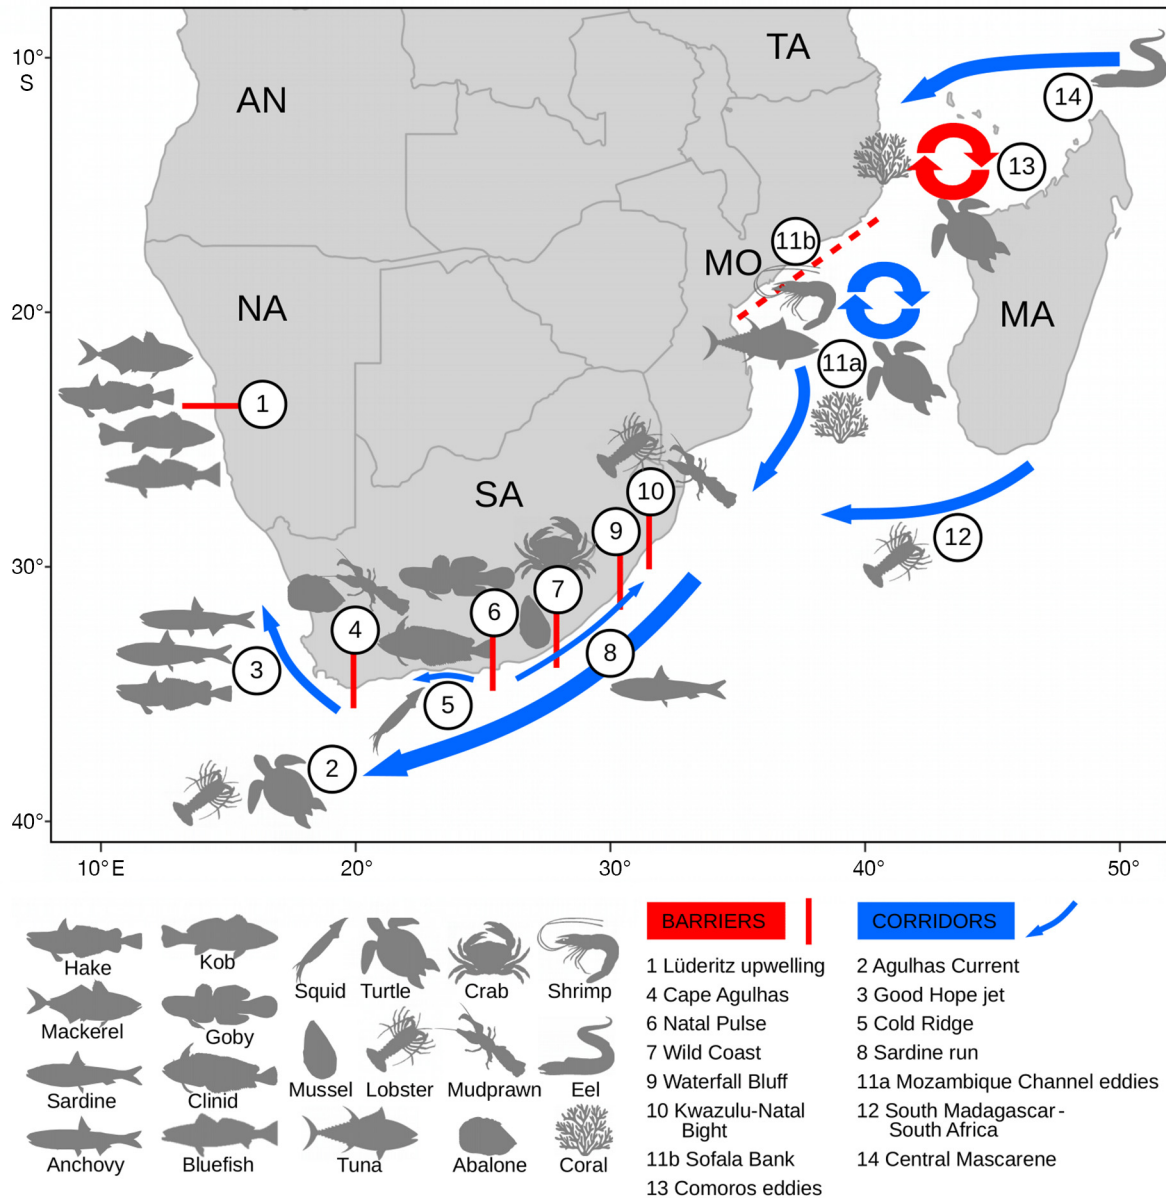 10°
S
AN
TA
14
13
11b
MO
20°
NA
MA
11a
1
SA
10
9
12
30°
7
6
4
8
3
5
2
40°
10°E
20°
30°
40°
50°
Hake
Kob
Squid
Turtle
Crab
Shrimp
Mackerel
Goby
Mussel
Lobster
Mudprawn
Eel
Sardine
Clinid
Anchovy
Bluefish
Tuna
Abalone
Coral
BARRIERS
1 Lüderitz upwelling
4 Cape Agulhas
6 Natal Pulse
7 Wild Coast
9 Waterfall Bluff
10 Kwazulu-Natal
Bight
11b Sofala Bank
13 Comoros eddies
CORRIDORS
2 Agulhas Current
3 Good Hope jet
5 Cold Ridge
8 Sardine run
11a Mozambique Channel eddies
12 South Madagascar-
South Africa
14 Central Mascarene